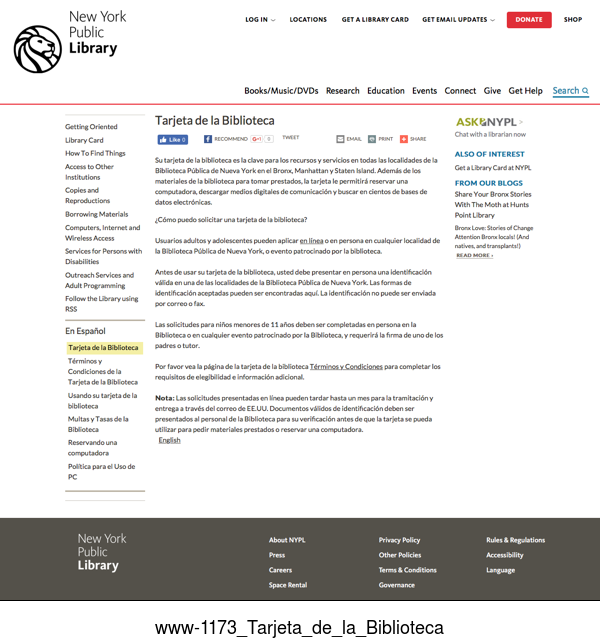 New York
Public
Library
LOG IN
LOCATIONS
GET A LIBRARY CARD
GET EMAIL UPDATES
DONATE
SHOP
Books/Music/DVDs
Research
Education
Events
Connect
Give
Get Help
Search
Getting Oriented
Library Card
How To Find Things
Access to Other
Institutions
Copies and
Reproductions
Borrowing Materials
Computers, Internet and
Wireless Access
Services for Persons with
Disabilities
Outreach Services and
Adult Programming
Follow the Library using
RSS
En Español
Tarjeta de la Biblioteca
Términos y
Condiciones de la
Tarjeta de la Biblioteca
Usando su tarjeta de la
biblioteca
Multas y Tasas de la
Biblioteca
Reservando una
computadora
Política para el Uso de
PC
Tarjeta de la Biblioteca
Like 0
RECOMMEND
G+1 0
TWEET
EMAIL
PRINT
SHARE
Su tarjeta de la biblioteca es la clave para los recursos y servicios en todas las localidades de la
Biblioteca Pública de Nueva York en el Bronx, Manhattan y Staten Island. Además de los
materiales de la biblioteca para tomar prestados, la tarjeta le permitirá reservar una
computadora, descargar medios digitales de comunicación y buscar en cientos de bases de
datos electrónicas.
¿Cómo puedo solicitar una tarjeta de la biblioteca?
Usuarios adultos y adolescentes pueden aplicar en línea o en persona en cualquier localidad de
la Biblioteca Pública de Nueva York, o evento patrocinado por la biblioteca.
Antes de usar su tarjeta de la biblioteca, usted debe presentar en persona una identificación
válida en una de las localidades de la Biblioteca Pública de Nueva York. Las formas de
identificación aceptadas pueden ser encontradas aquí. La identificación no puede ser enviada
por correo o fax.
Las solicitudes para niños menores de 11 años deben ser completadas en persona en la
Biblioteca o en cualquier evento patrocinado por la Biblioteca, y requerirá la firma de uno de los
padres o tutor.
Por favor vea la página de la tarjeta de la biblioteca Términos y Condiciones para completar los
requisitos de elegibilidad e información adicional.
Nota: Las solicitudes presentadas en línea pueden tardar hasta un mes para la tramitación y
entrega a través del correo de EE.UU. Documentos válidos de identificación deben ser
presentados al personal de la Biblioteca para su verificación antes de que la tarjeta se pueda
utilizar para pedir materiales prestados o reservar una computadora.
English
ASK NYPL >
Chat with a librarian now
ALSO OF INTEREST
Get a Library Card at NYPL
FROM OUR BLOGS
Share Your Bronx Stories
With The Moth at Hunts
Point Library
Bronx Love: Stories of Change
Attention Bronx locals! (And
natives, and transplants!)
READ MORE ›
New York
Public
Library
About NYPL
Press
Careers
Space Rental
Privacy Policy
Other Policies
Terms & Conditions
Governance
Rules & Regulations
Accessibility
Language
www-1173_Tarjeta_de_la_Biblioteca